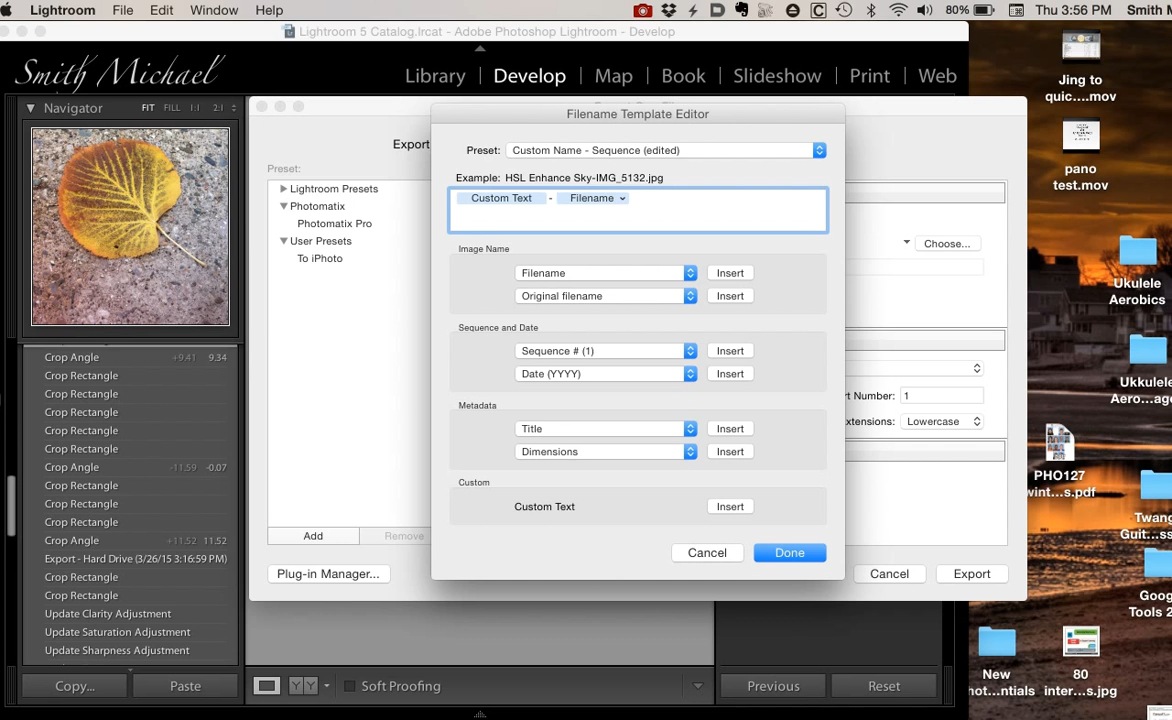 Lightroom File Edit Window Help 80% Thu 3:56 PM Smith M
Lightroom 5 Catalog.lrcat - Adobe Photoshop Lightroom - Develop
Smith Michael
Library | Develop | Map | Book | Slideshow | Print | Web
Navigator FIT FILL 1:1 2:1
Crop Angle +9.41 9.34
Crop Rectangle
Crop Rectangle
Crop Rectangle
Crop Rectangle
Crop Rectangle
Crop Angle -11.59 -0.07
Crop Rectangle
Crop Rectangle
Crop Rectangle
Crop Angle +11.52 11.52
Export - Hard Drive (3/26/15 3:16:59 PM)
Crop Rectangle
Crop Rectangle
Update Clarity Adjustment
Update Saturation Adjustment
Update Sharpness Adjustment
Copy... Paste
Export
Preset:
Lightroom Presets
Photomatix
Photomatix Pro
User Presets
To iPhoto
Add Remove
Plug-in Manager...
Filename Template Editor
Preset: Custom Name - Sequence (edited)
Example: HSL Enhance Sky-IMG_5132.jpg
Custom Text - Filename
Image Name
Filename Insert
Original filename Insert
Sequence and Date
Sequence # (1) Insert
Date (YYYY) Insert
Metadata
Title Insert
Dimensions Insert
Custom
Custom Text Insert
Cancel Done
Choose...
rt Number: 1
xtensions: Lowercase
Cancel Export
YY Soft Proofing
Previous Reset
Jing to
quic....mov
pano
test.mov
Ukulele
Aerobics
Ukkulele
Aero...age
PHO127
wint...s.pdf
Twang
Guit...ss
Goog
Tools 2
New
hot...ntials
80
inter...s.jpg